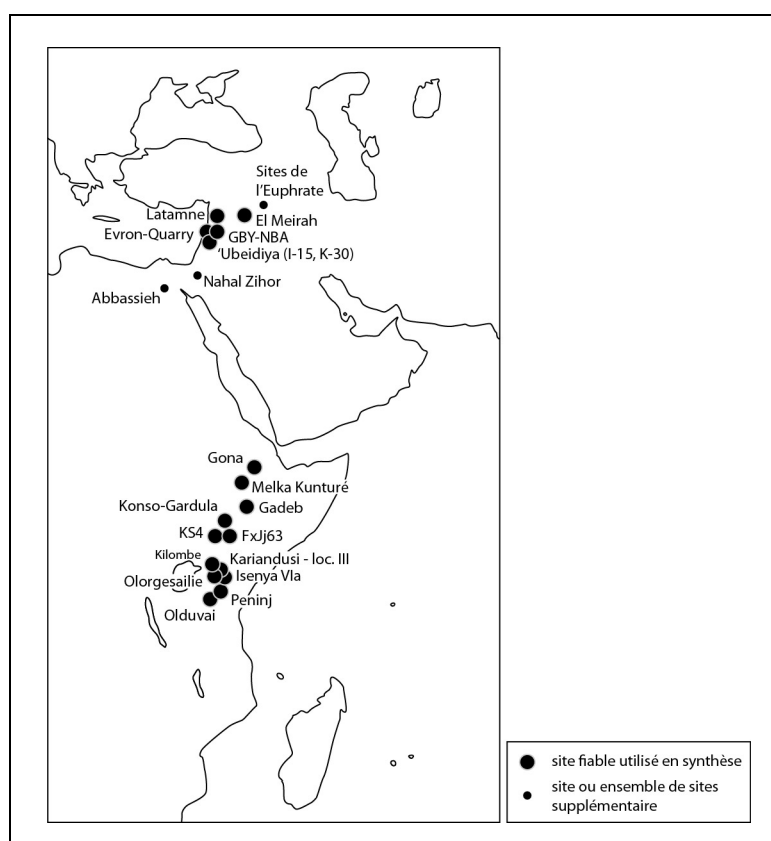 Sites de
l'Euphrate
Latamne
El Meirah
Evron-Quarry
GBY-NBA
'Ubeidiya (I-15, K-30)
Nahal Zihor
Abbassieh
Gona
Melka Kunturé
Konso-Gardula
Gadeb
KS4
FxJj63
Kilombe
Kariandusi - loc. III
Olorgesailie
Isenya VIa
Peninj
Olduvai
site fiable utilisé en synthèse
site ou ensemble de sites
supplémentaire